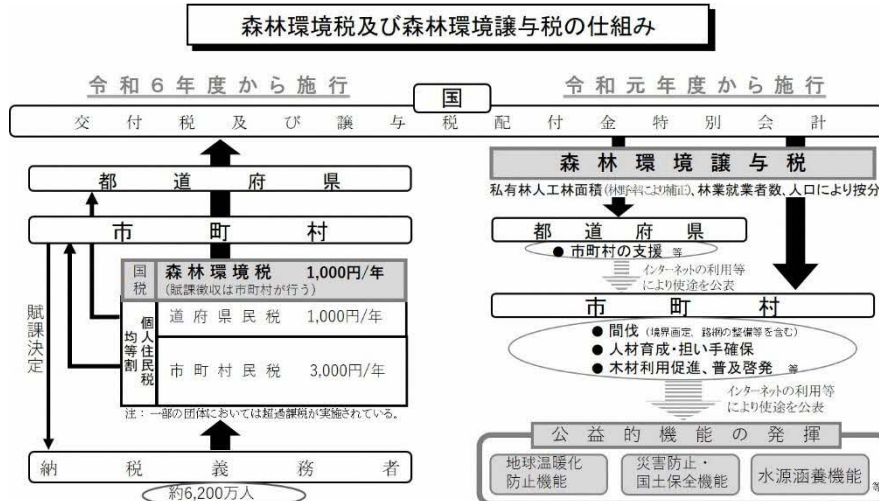 森林環境税及び森林環境譲与税の仕組み
令和６年度から施行
国
令和元年度から施行
交付税及び譲与税配付金特別会計
都道府県
市町村
国税
森林環境税 1,000円/年
(賦課徴収は市町村が行う)
個人住民税
均等割
道府県民税 1,000円/年
市町村民税 3,000円/年
注：一部の団体においては超過課税が実施されている。
賦課決定
納税義務者
約6,200万人
森林環境譲与税
私有林人工林面積(林野率により補正)、林業就業者数、人口により按分
都道府県
● 市町村の支援 等
インターネットの利用等
により使途を公表
市町村
● 間伐 (境界画定、路網の整備等を含む)
● 人材育成・担い手確保
● 木材利用促進、普及啓発 等
インターネットの利用等
により使途を公表
公益的機能の発揮
地球温暖化
防止機能
災害防止・
国土保全機能
水源涵養機能
等